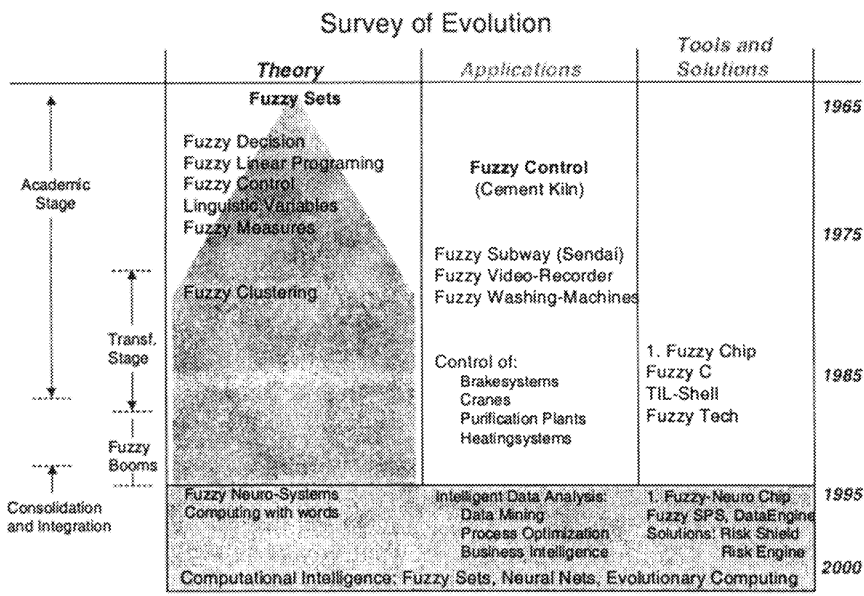 Survey of Evolution
Theory
Applications
Tools and
Solutions
Fuzzy Sets
1965
Fuzzy Decision
Fuzzy Linear Programing
Fuzzy Control
Linguistic Variables
Fuzzy Measures
Fuzzy Control
(Cement Kiln)
Academic
Stage
1975
Fuzzy Subway (Sendai)
Fuzzy Video-Recorder
Fuzzy Washing-Machines
Fuzzy Clustering
Transf.
Stage
Control of:
Brakesystems
Cranes
Purification Plants
Heatingsystems
1. Fuzzy Chip
Fuzzy C
TIL-Shell
Fuzzy Tech
1985
Fuzzy
Booms
Consolidation
and Integration
Fuzzy Neuro-Systems
Computing with words
Intelligent Data Analysis:
Data Mining
Process Optimization
Business Intelligence
1. Fuzzy-Neuro Chip
Fuzzy SPS, DataEngine
Solutions: Risk Shield
Risk Engine
1995
Computational Intelligence: Fuzzy Sets, Neural Nets, Evolutionary Computing
2000